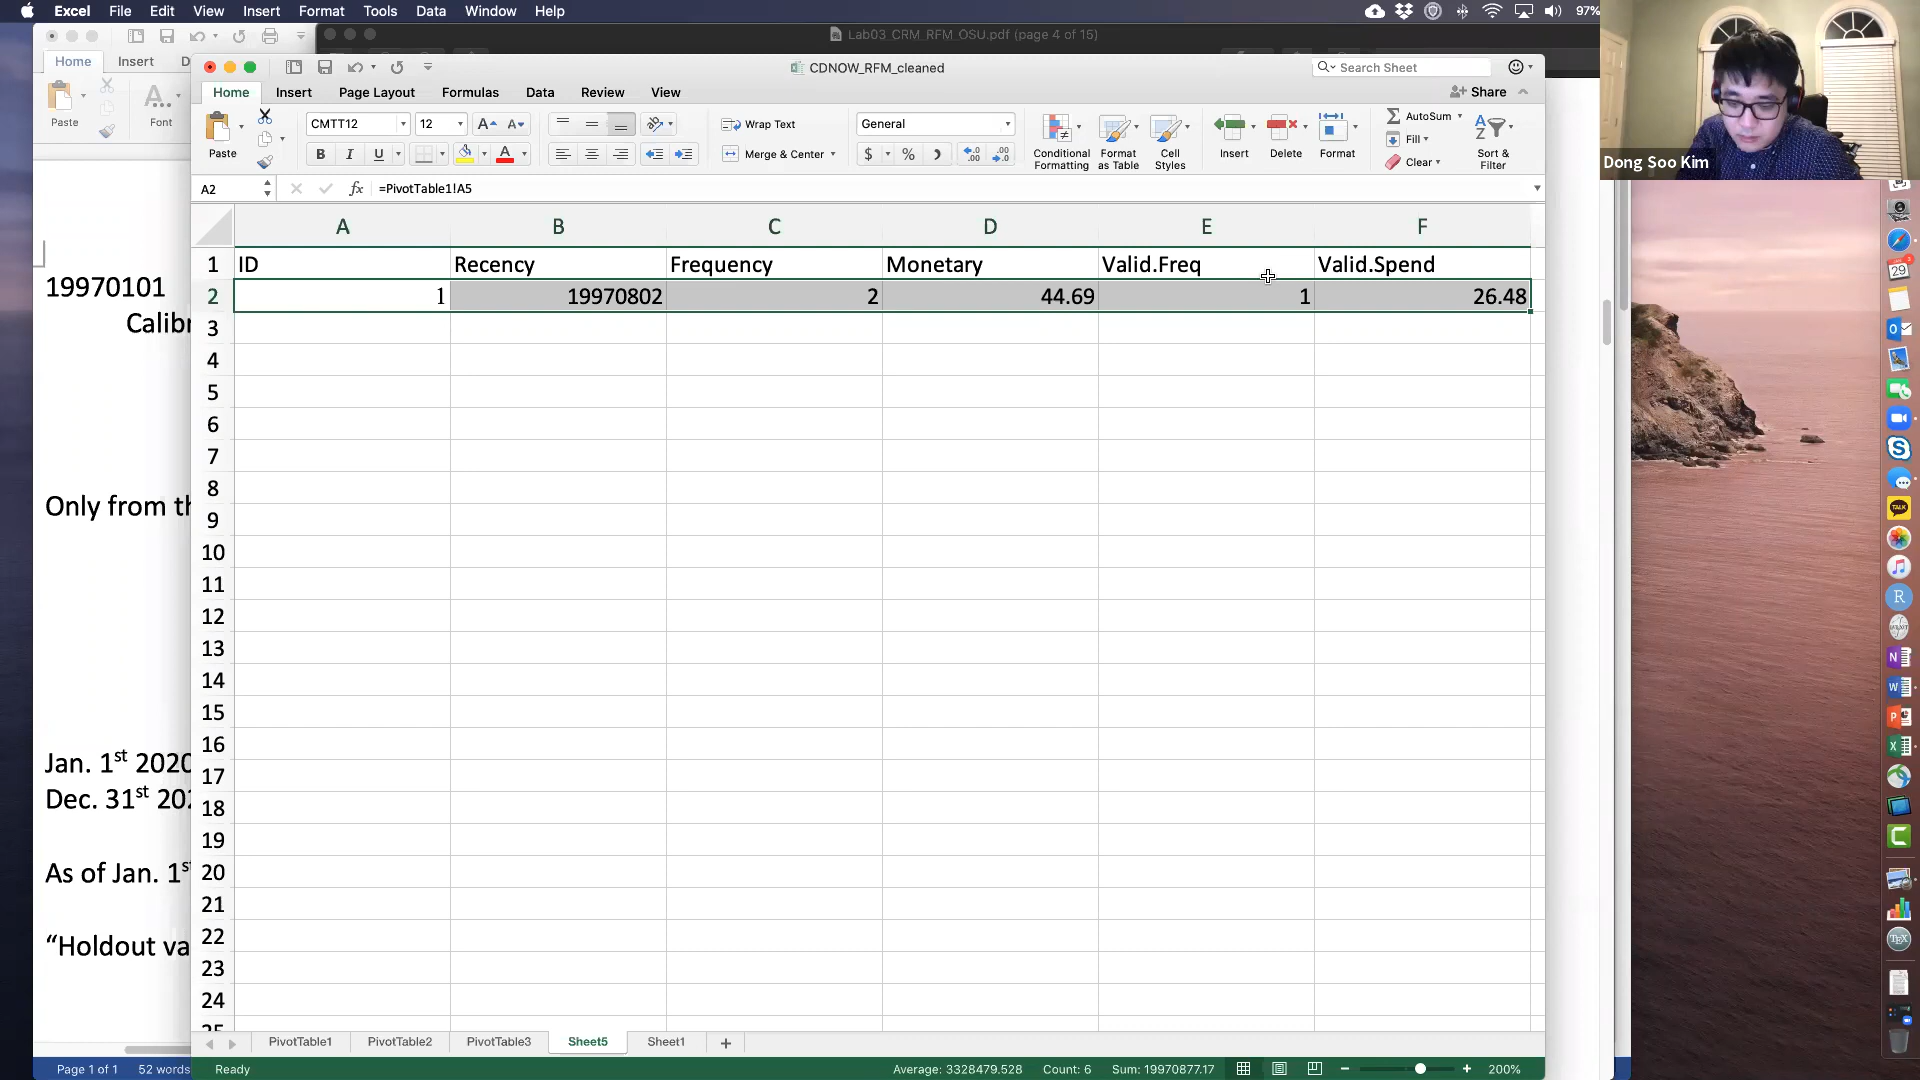 Excel File Edit View Insert Format Tools Data Window Help 97%
Lab03_CRM_RFM_OSU.pdf (page 4 of 15)
Home Insert D
Paste Font
CDNOW_RFM_cleaned
Search Sheet
Home Insert Page Layout Formulas Data Review View Share
Paste CMTT12 12 Wrap Text General
B I U Merge & Center $ %
Conditional Formatting Format as Table Cell Styles Insert Delete Format AutoSum Fill Clear Sort & Filter
A2 fx =PivotTable1!A5
A B C D E F
1 ID Recency Frequency Monetary Valid.Freq Valid.Spend
2 1 19970802 2 44.69 1 26.48
3
4
5
6
7
8
9
10
11
12
13
14
15
16
17
18
19
20
21
22
23
24
PivotTable1 PivotTable2 PivotTable3 Sheet5 Sheet1 +
Ready Average: 3328479.528 Count: 6 Sum: 19970877.17 200%
19970101
Calibr
Only from th
Jan. 1st 2020
Dec. 31st 202
As of Jan. 1st
“Holdout va
Page 1 of 1 52 words
Dong Soo Kim
29
TALK